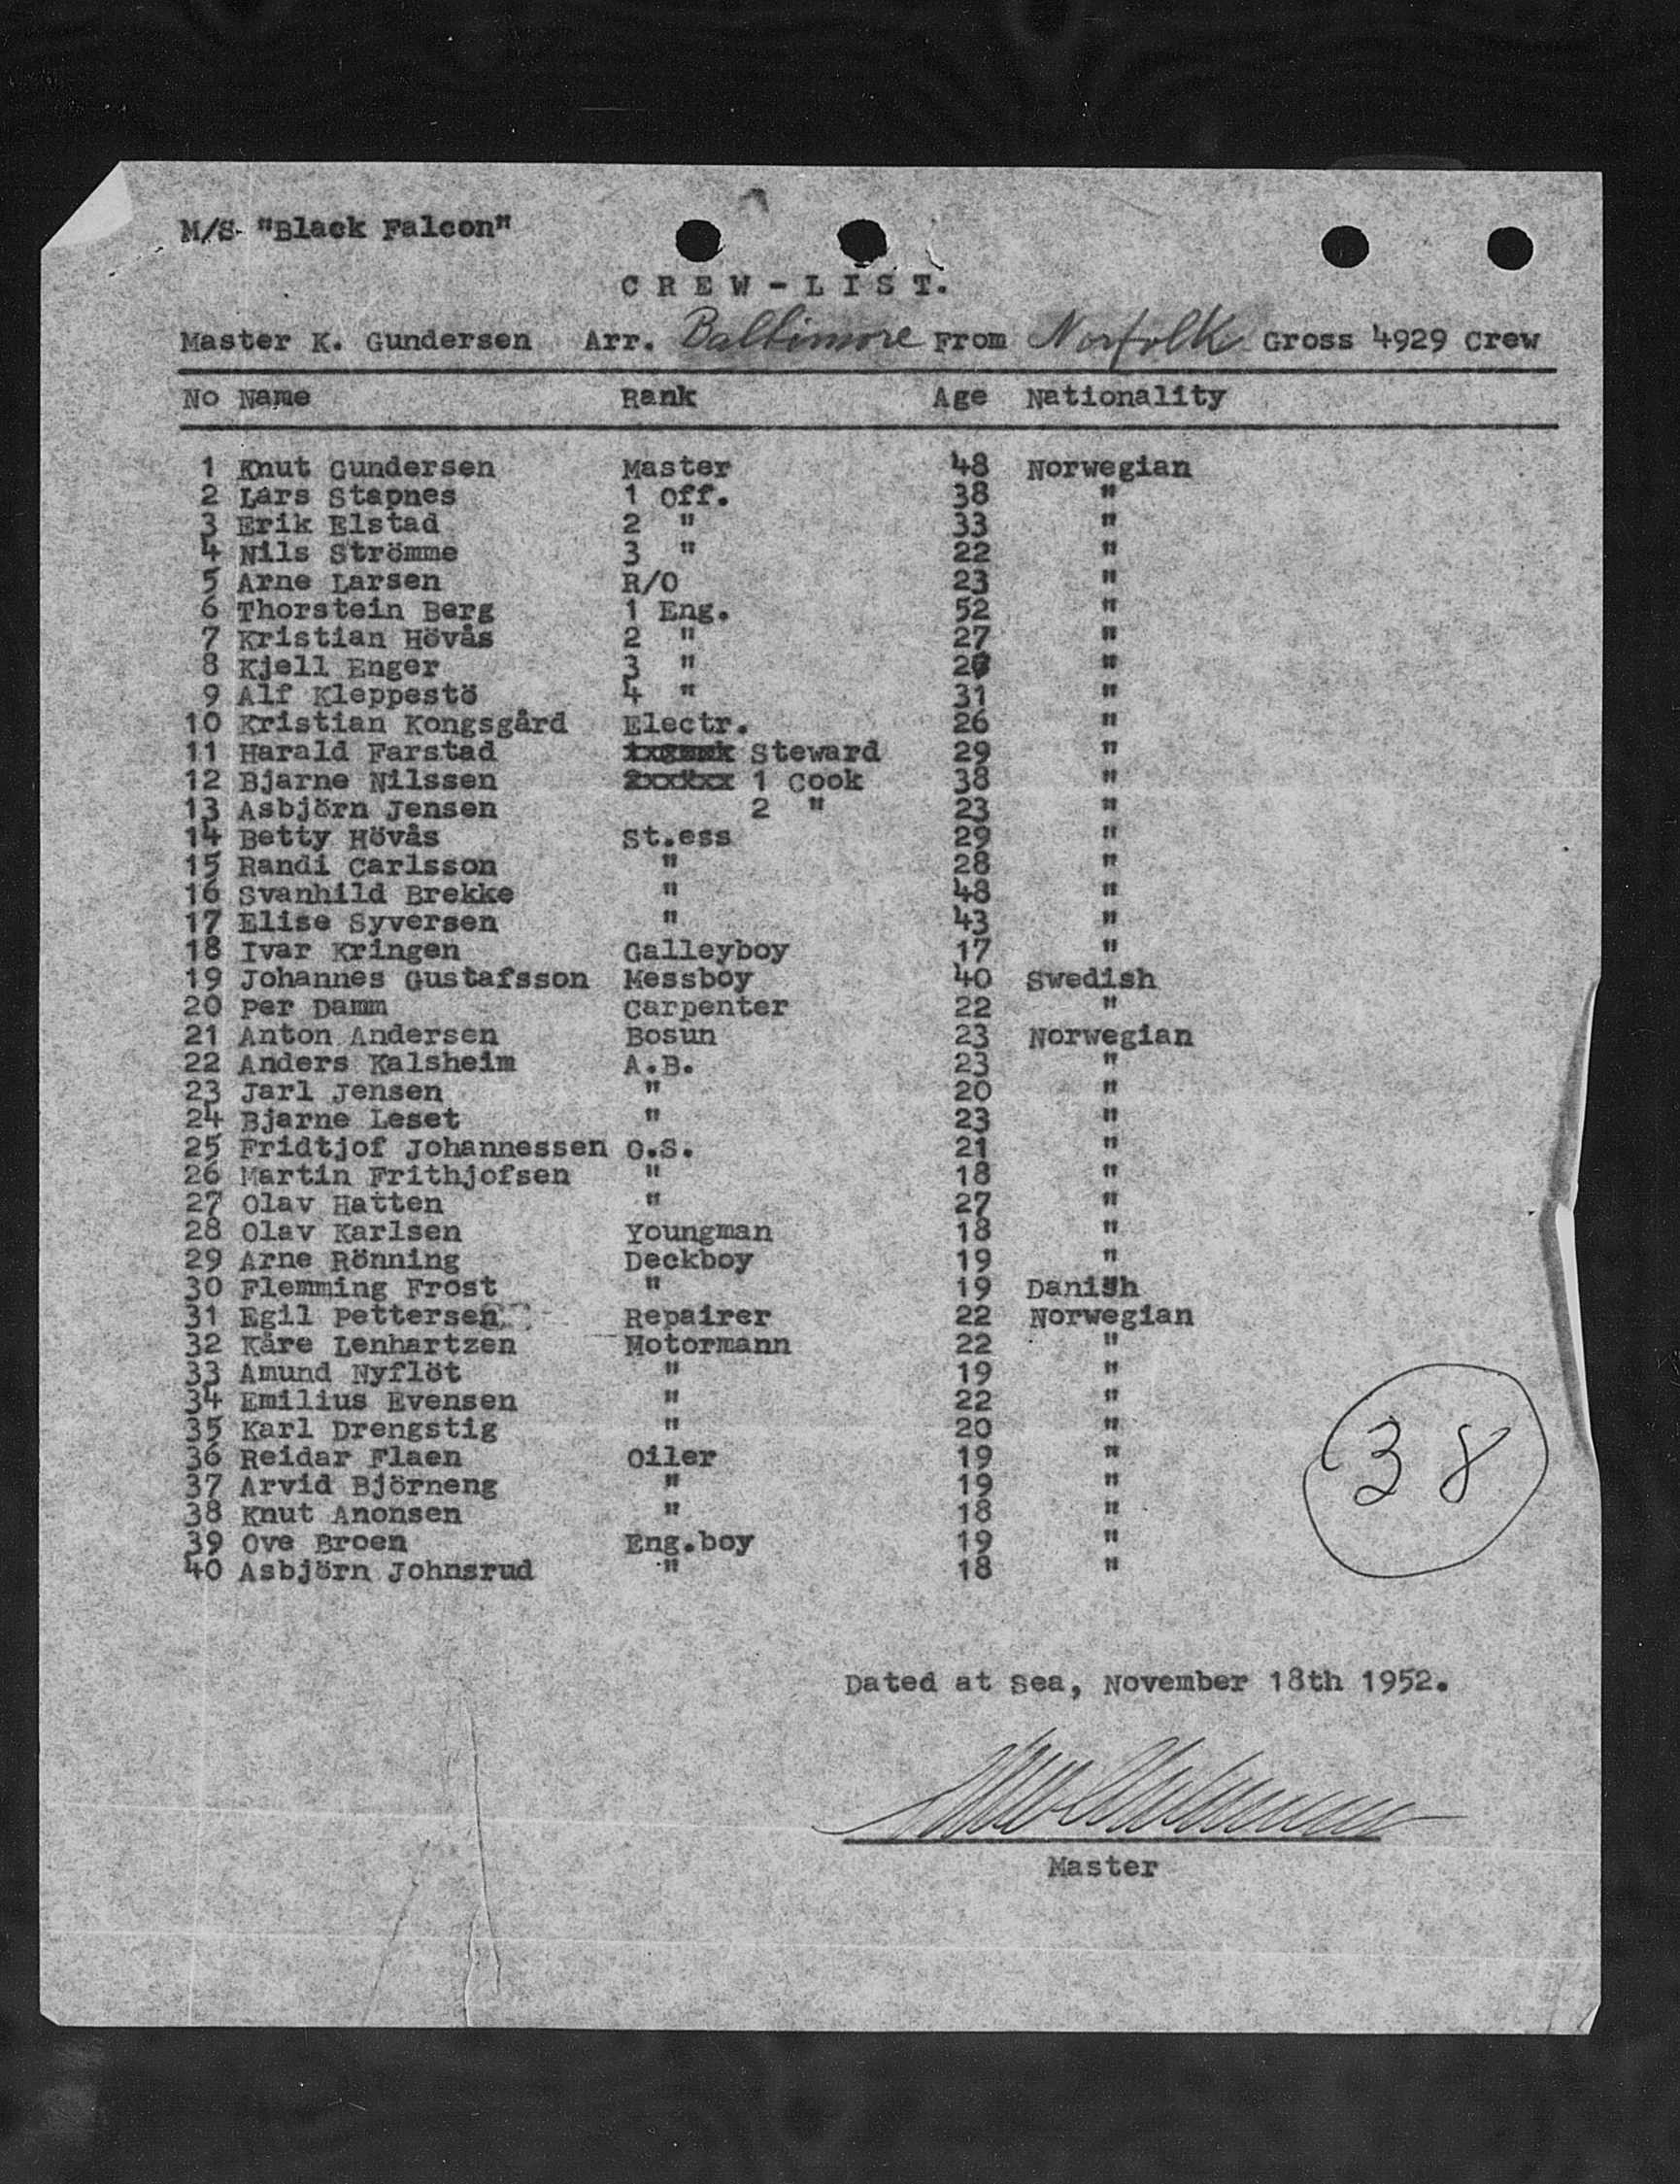 M/S "Black Falcon"
CREW-LIST.
Master K. Gundersen Arr. Baltimore From Norfolk Gross 4929 Crew
No Name Rank Age Nationality
1 Knut Gundersen Master 48 Norwegian
2 Lars Stapnes 1 Off. 38 "
3 Erik Elstad 2 " 33 "
4 Nils Strömme 3 " 22 "
5 Arne Larsen R/O 23 "
6 Thorstein Berg 1 Eng. 52 "
7 Kristian Hövås 2 " 27 "
8 Kjell Enger 3 " "
9 Alf Kleppestö 4 " 31 "
10 Kristian Kongsgård Electr. 26 "
11 Harald Farstad Steward 29 "
12 Bjarne Nilssen 1 Cook 38 "
13 Asbjörn Jensen 2 " 23 "
14 Betty Hövås St.ess 29 "
15 Randi Carlsson " 28 "
16 Svanhild Brekke " 48 "
17 Elise Syversen " 43 "
18 Ivar Kringen Galleyboy 17 "
19 Johannes Gustafsson Messboy 40 Swedish
20 Per Damm Carpenter 22 "
21 Anton Andersen Bosun 23 Norwegian
22 Anders Kalsheim A.B. 23 "
23 Jarl Jensen " 20 "
24 Bjarne Leset " 23 "
25 Fridtjof Johannessen O.S. 21 "
26 Martin Frithjofsen " 18 "
27 Olav Hatten " 27 "
28 Olav Karlsen Youngman 18 "
29 Arne Rönning Deckboy 19 "
30 Flemming Frost " 19 Danish
31 Egil Pettersen Repairer 22 Norwegian
32 Kåre Lenhartzen Motormann 22 "
33 Amund Nyflöt " 19 "
34 Emilius Evensen " 22 "
35 Karl Drengstig " 20 "
36 Reidar Flaen Oiler 19 "
37 Arvid Björneng " 19 "
38 Knut Anonsen " 18 "
39 Ove Broen Eng.boy 19 "
40 Asbjörn Johnsrud " 18 "
38
Dated at Sea, November 18th 1952.
Master